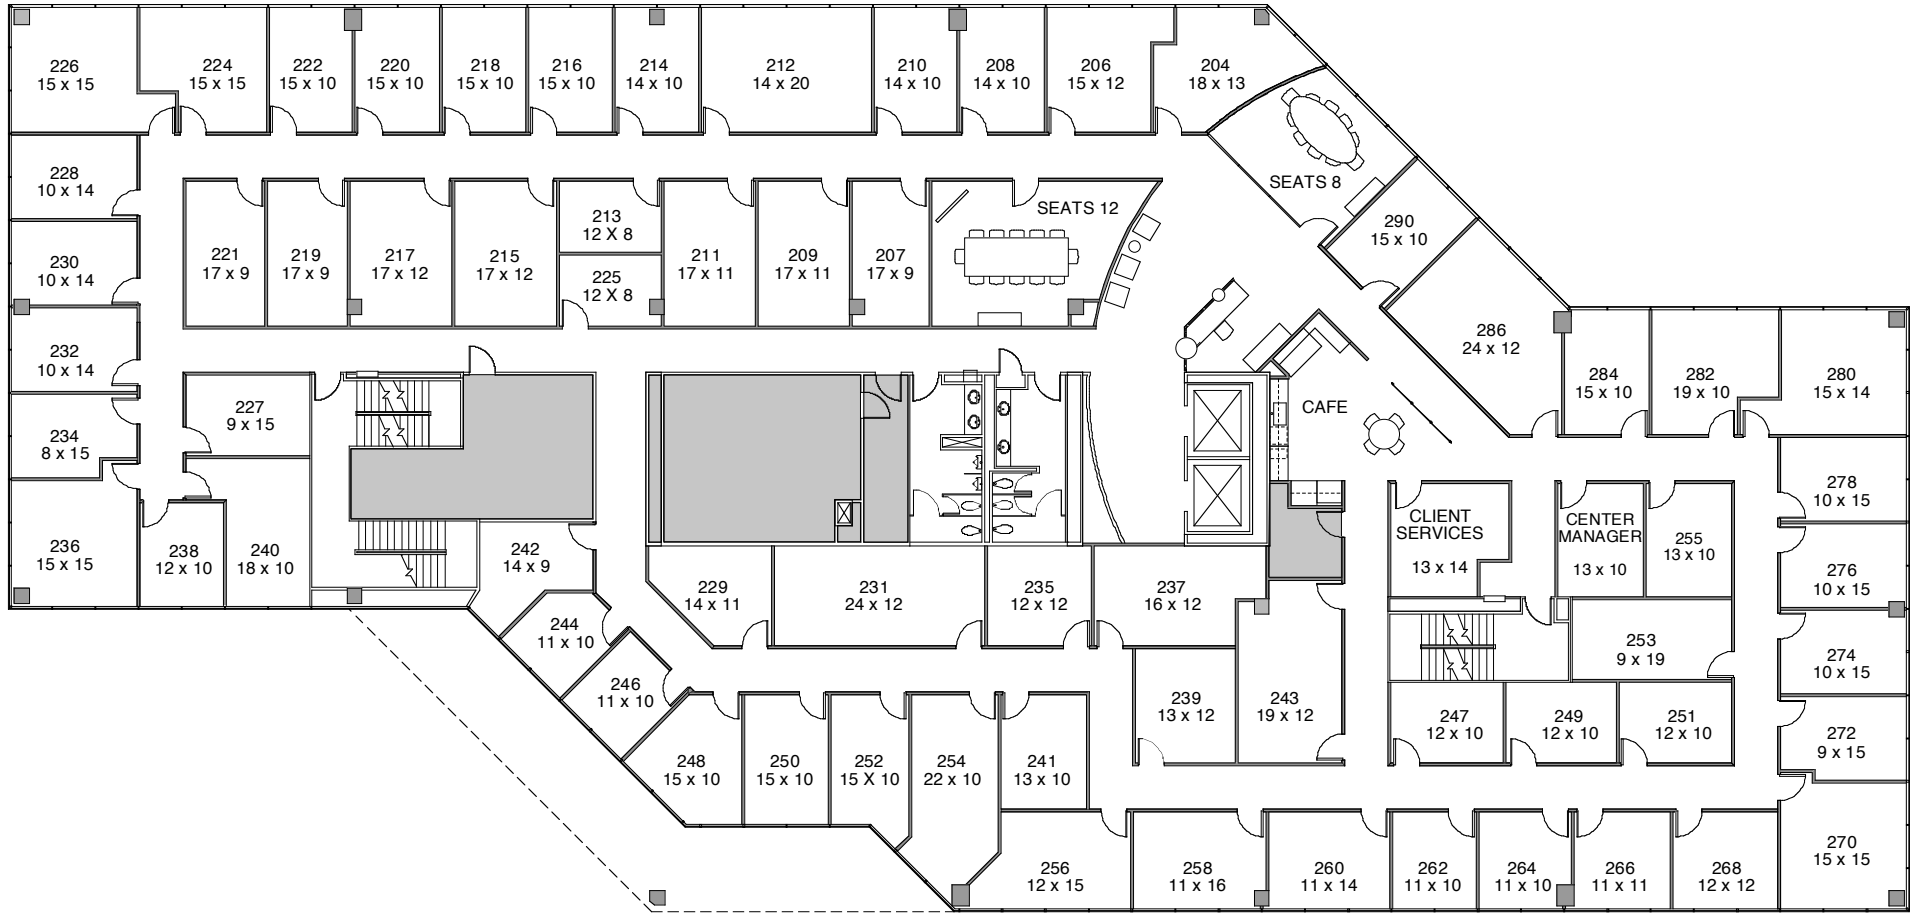 226
15 x 15
224
15 x 15
222
15 x 10
220
15 x 10
218
15 x 10
216
15 x 10
214
14 x 10
212
14 x 20
210
14 x 10
208
14 x 10
206
15 x 12
204
18 x 13
228
10 x 14
230
10 x 14
232
10 x 14
234
8 x 15
236
15 x 15
221
17 x 9
219
17 x 9
217
17 x 12
215
17 x 12
213
12 X 8
225
12 X 8
211
17 x 11
209
17 x 11
207
17 x 9
SEATS 12
SEATS 8
290
15 x 10
286
24 x 12
284
15 x 10
282
19 x 10
280
15 x 14
CAFE
227
9 x 15
238
12 x 10
240
18 x 10
242
14 x 9
244
11 x 10
246
11 x 10
229
14 x 11
231
24 x 12
235
12 x 12
237
16 x 12
CLIENT
SERVICES
13 x 14
CENTER
MANAGER
13 x 10
255
13 x 10
278
10 x 15
276
10 x 15
274
10 x 15
272
9 x 15
270
15 x 15
253
9 x 19
247
12 x 10
249
12 x 10
251
12 x 10
239
13 x 12
243
19 x 12
248
15 x 10
250
15 x 10
252
15 X 10
254
22 x 10
241
13 x 10
256
12 x 15
258
11 x 16
260
11 x 14
262
11 x 10
264
11 x 10
266
11 x 11
268
12 x 12